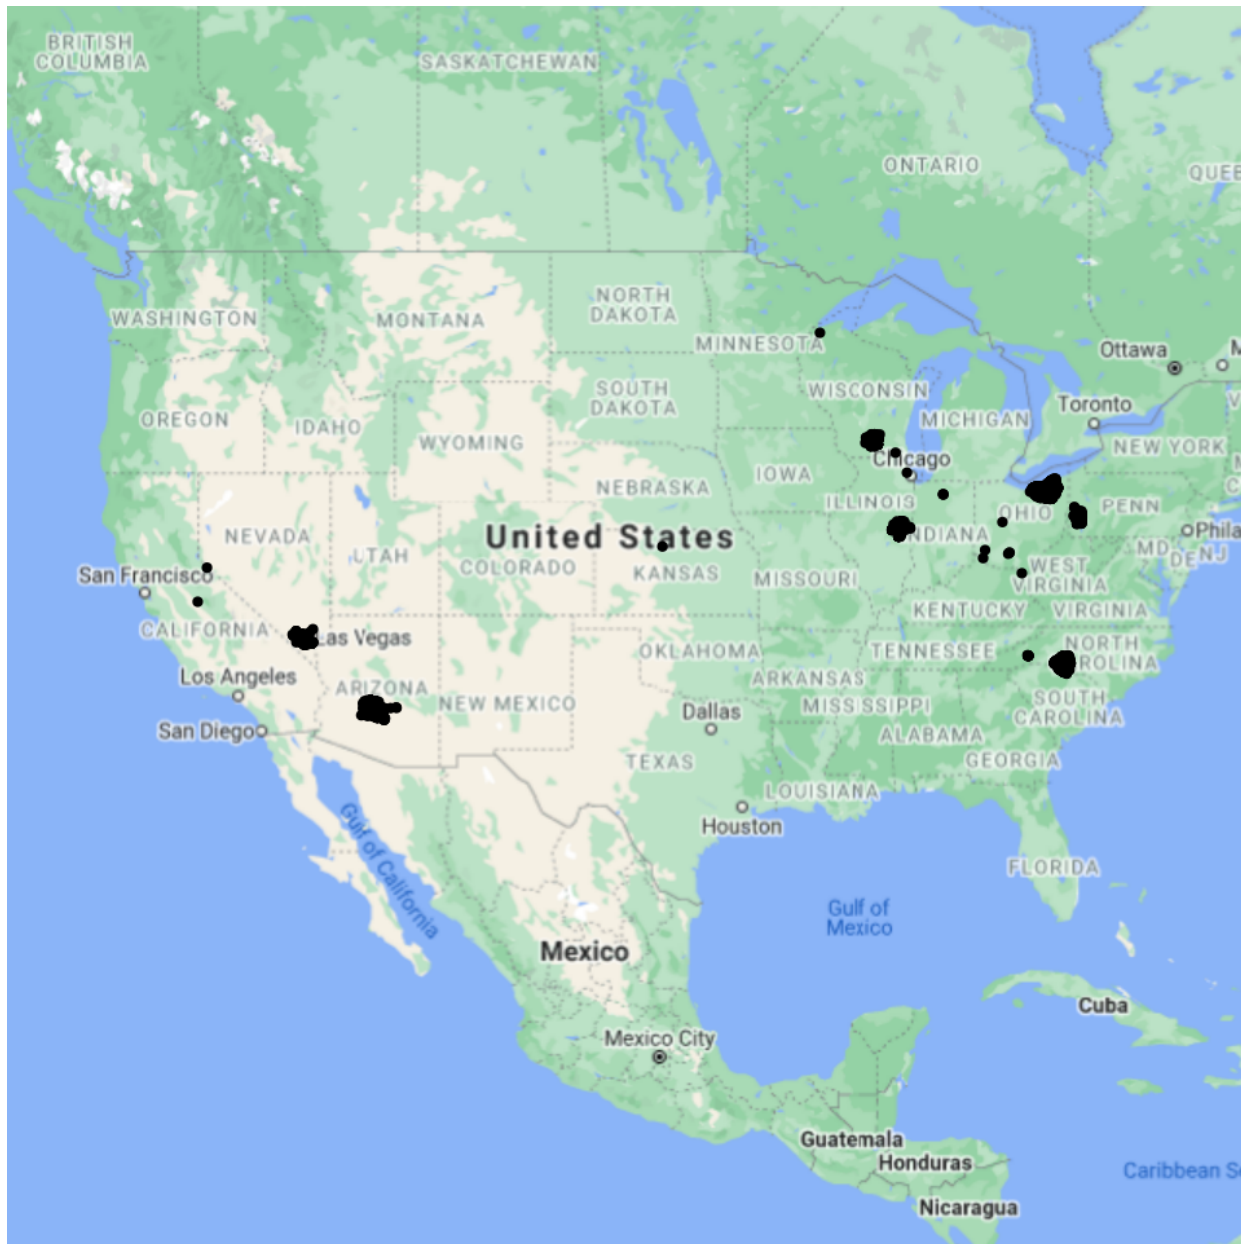 BRITISH
COLUMBIA
SASKATCHEWAN
ONTARIO
QUEB
WASHINGTON
MONTANA
NORTH
DAKOTA
MINNESOTA
Ottawa
M
SOUTH
DAKOTA
WISCONSIN
MICHIGAN
Toronto
V
OREGON
IDAHO
WYOMING
NEW YORK
Chicago
M
C
IOWA
NEBRASKA
ILLINOIS
OHIO
PENN
NEVADA
United States
NDIANA
Phila
UTAH
COLORADO
KANSAS
MISSOURI
MD
DE
NJ
WEST
VIRGINIA
San Francisco
CALIFORNIA
KENTUCKY
VIRGINIA
Las Vegas
OKLAHOMA
TENNESSEE
NORTH
ROLINA
Los Angeles
ARIZONA
NEW MEXICO
ARKANSAS
MISSISSIPPI
SOUTH
CAROLINA
San Diego
Dallas
ALABAMA
TEXAS
GEORGIA
LOUISIANA
Houston
Gulf of California
FLORIDA
Gulf of
Mexico
Mexico
Cuba
Mexico City
Guatemala
Honduras
Caribbean S
Nicaragua